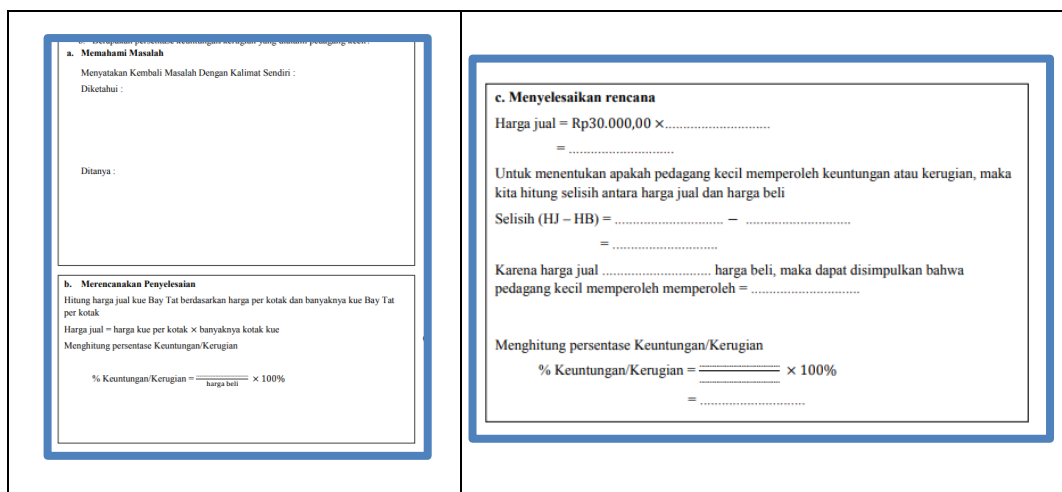 a. Memahami Masalah
Menyatakan Kembali Masalah Dengan Kalimat Sendiri :
Diketahui :
Ditanya :
b. Merencanakan Penyelesaian
Hitung harga jual kue Bay Tat berdasarkan harga per kotak dan banyaknya kue Bay Tat
per kotak
Harga jual = harga kue per kotak × banyaknya kotak kue
Menghitung persentase Keuntungan/Kerugian
% Keuntungan/Kerugian = ............/harga beli × 100%
c. Menyelesaikan rencana
Harga jual = Rp30.000,00 ×.............................
= .............................
Untuk menentukan apakah pedagang kecil memperoleh keuntungan atau kerugian, maka
kita hitung selisih antara harga jual dan harga beli
Selisih (HJ – HB) = .............................. – .............................
= .............................
Karena harga jual .............................. harga beli, maka dapat disimpulkan bahwa
pedagang kecil memperoleh memperoleh = ..............................
Menghitung persentase Keuntungan/Kerugian
% Keuntungan/Kerugian = ............/............ × 100%
= .............................